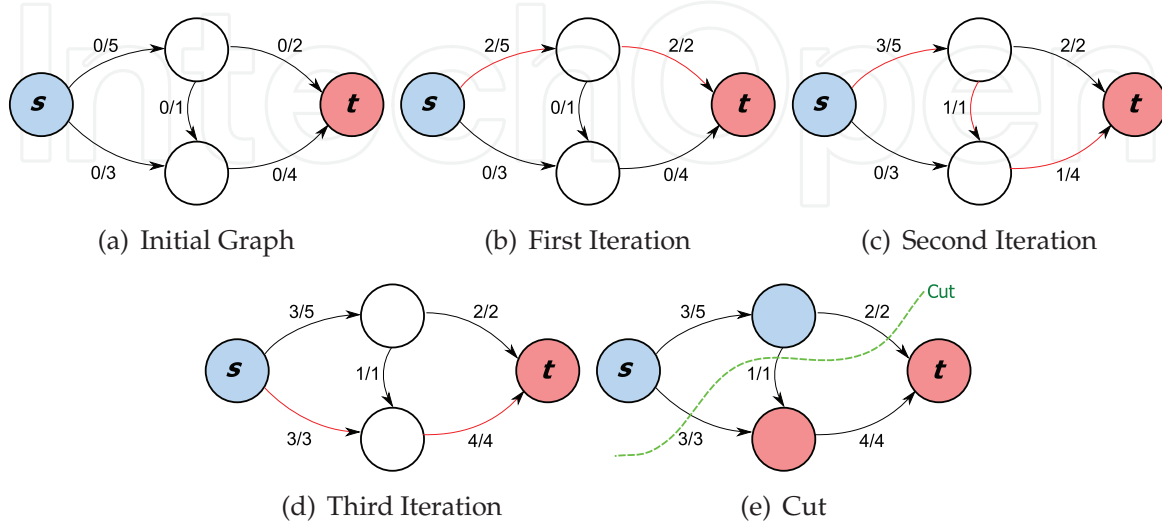 IntechOpen
0/5
0/2
s
t
0/1
0/3
0/4
(a) Initial Graph
2/5
2/2
s
t
0/1
0/3
0/4
(b) First Iteration
3/5
2/2
s
t
1/1
0/3
1/4
(c) Second Iteration
3/5
2/2
s
t
1/1
3/3
4/4
(d) Third Iteration
Cut
3/5
2/2
s
t
1/1
3/3
4/4
(e) Cut